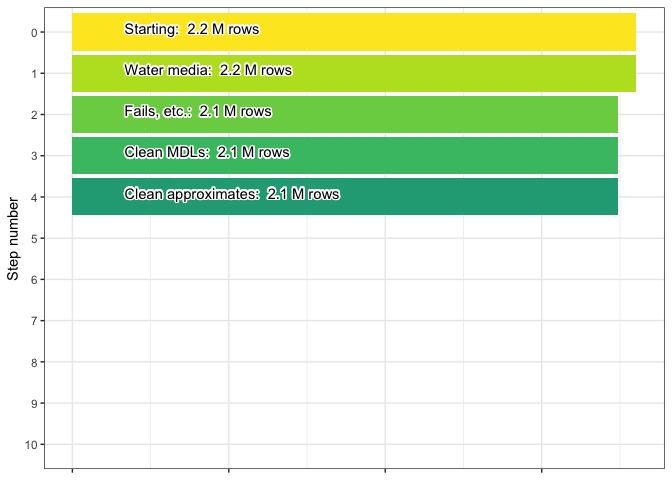 Starting:  2.2 M rows
Water media:  2.2 M rows
Fails, etc.:  2.1 M rows
Clean MDLs:  2.1 M rows
Clean approximates:  2.1 M rows
Step number
0
1
2
3
4
5
6
7
8
9
10